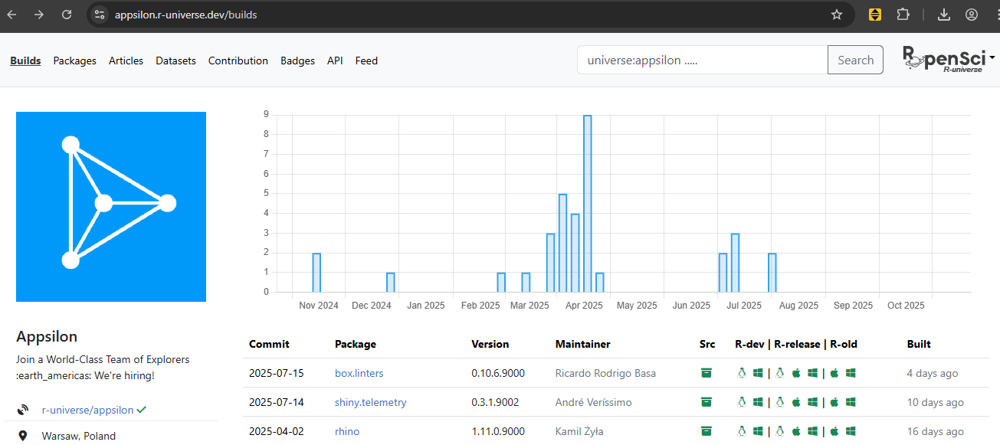 appsilon.r-universe.dev/builds
Builds Packages Articles Datasets Contribution Badges API Feed
universe:appsilon ..... Search
ROpenSci
R-universe
9
8
7
6
5
4
3
2
1
0
Nov 2024 Dec 2024 Jan 2025 Feb 2025 Mar 2025 Apr 2025 May 2025 Jun 2025 Jul 2025 Aug 2025 Sep 2025 Oct 2025
Appsilon
Join a World-Class Team of Explorers
:earth_americas: We're hiring!
r-universe/appsilon
Warsaw, Poland
Commit Package Version Maintainer Src R-dev | R-release | R-old Built
2025-07-15 box.linters 0.10.6.9000 Ricardo Rodrigo Basa | | 4 days ago
2025-07-14 shiny.telemetry 0.3.1.9002 André Veríssimo | | 10 days ago
2025-04-02 rhino 1.11.0.9000 Kamil Żyła | | 16 days ago